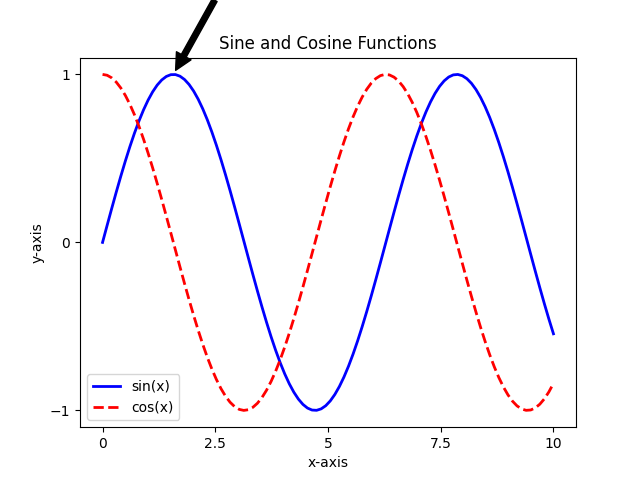 Sine and Cosine Functions
y-axis
1
0
−1
sin(x)
cos(x)
0
2.5
5
7.5
10
x-axis